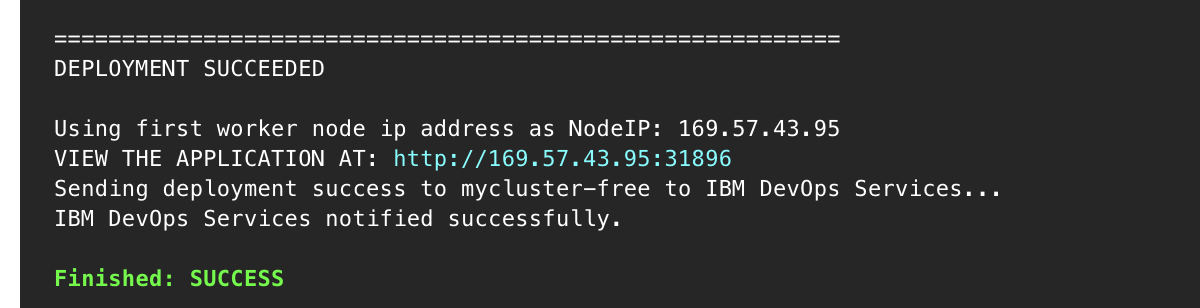 ==========================================================
DEPLOYMENT SUCCEEDED
Using first worker node ip address as NodeIP: 169.57.43.95
VIEW THE APPLICATION AT: http://169.57.43.95:31896
Sending deployment success to mycluster-free to IBM DevOps Services...
IBM DevOps Services notified successfully.
Finished: SUCCESS